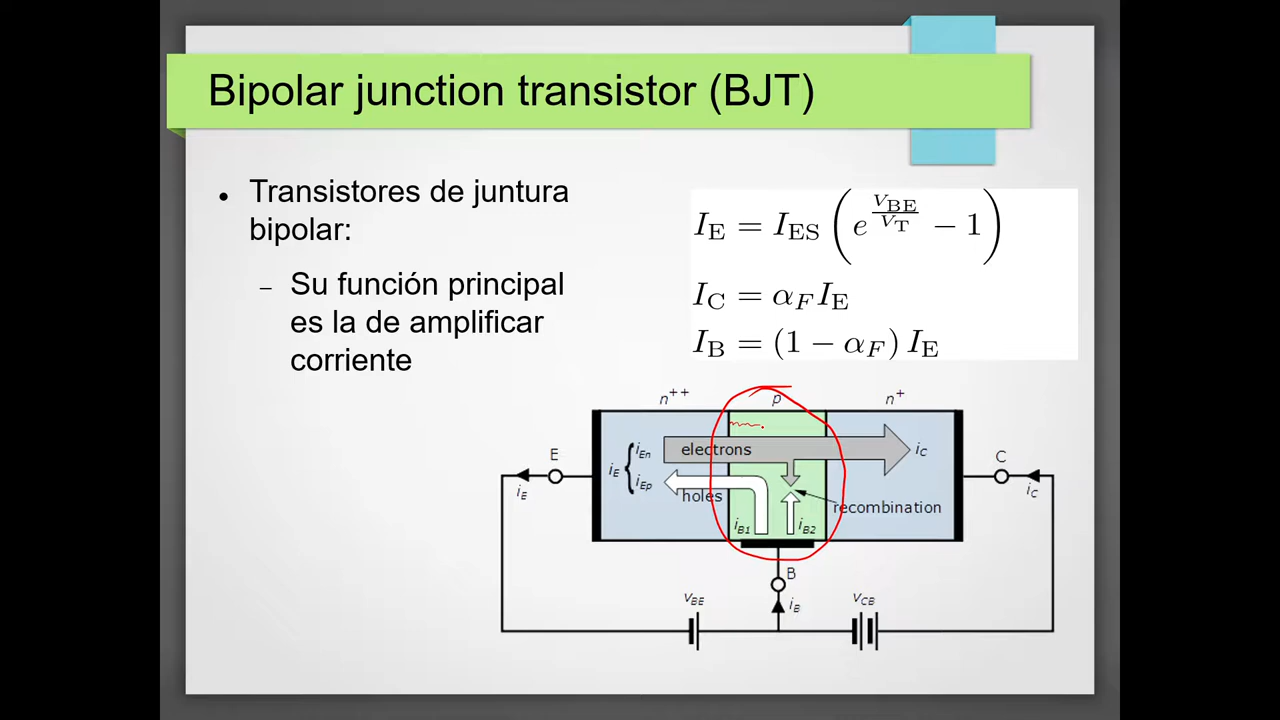 Bipolar junction transistor (BJT)
● Transistores de juntura
bipolar:
– Su función principal
es la de amplificar
corriente
I_E = I_ES ( e^{V_BE / V_T} − 1 )
I_C = α_F I_E
I_B = (1 − α_F) I_E
n⁺⁺ p n⁺
electrons
i_E { i_En
i_Ep
i_C
holes
recombination
i_B1 i_B2
E
i_E
C
i_C
B
i_B
v_BE v_CB